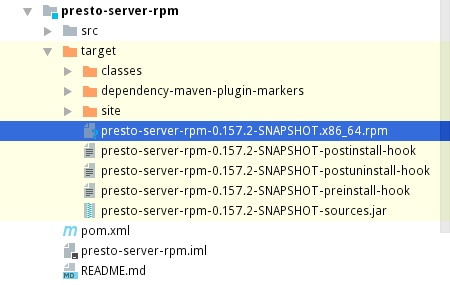 presto-server-rpm
src
target
classes
dependency-maven-plugin-markers
site
presto-server-rpm-0.157.2-SNAPSHOT.x86_64.rpm
presto-server-rpm-0.157.2-SNAPSHOT-postinstall-hook
presto-server-rpm-0.157.2-SNAPSHOT-postuninstall-hook
presto-server-rpm-0.157.2-SNAPSHOT-preinstall-hook
presto-server-rpm-0.157.2-SNAPSHOT-sources.jar
m pom.xml
presto-server-rpm.iml
MD README.md